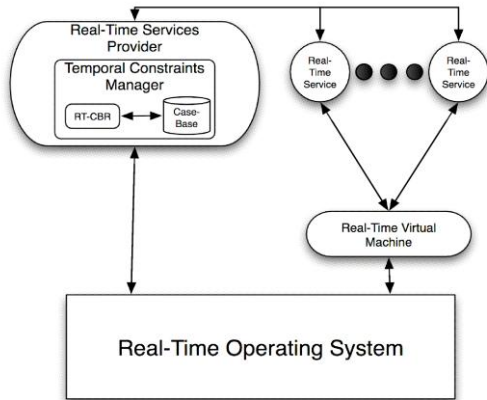 Real-Time Services
Provider
Temporal Constraints
Manager
RT-CBR
Case-
Base
Real-
Time
Service
Real-
Time
Service
Real-Time Virtual
Machine
Real-Time Operating System